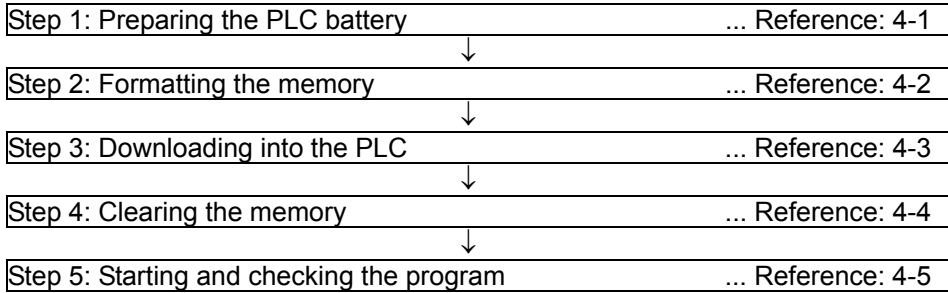 Step 1: Preparing the PLC battery ... Reference: 4-1
↓
Step 2: Formatting the memory ... Reference: 4-2
↓
Step 3: Downloading into the PLC ... Reference: 4-3
↓
Step 4: Clearing the memory ... Reference: 4-4
↓
Step 5: Starting and checking the program ... Reference: 4-5